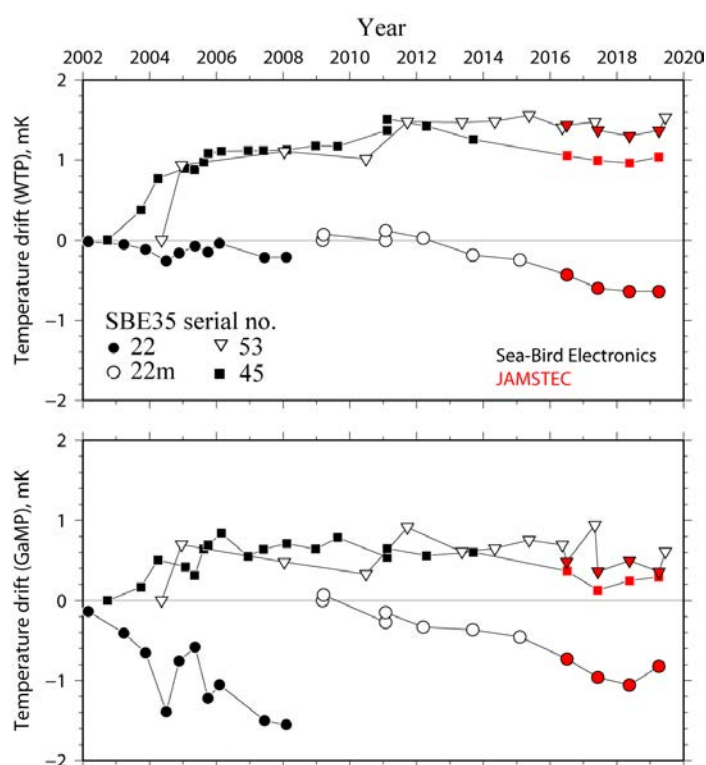 Year
2002 2004 2006 2008 2010 2012 2014 2016 2018 2020
2
1
0
−1
−2
Temperature drift (WTP), mK
SBE35 serial no.
22 53
22m 45
Sea-Bird Electronics
JAMSTEC
2
1
0
−1
−2
Temperature drift (GaMP), mK